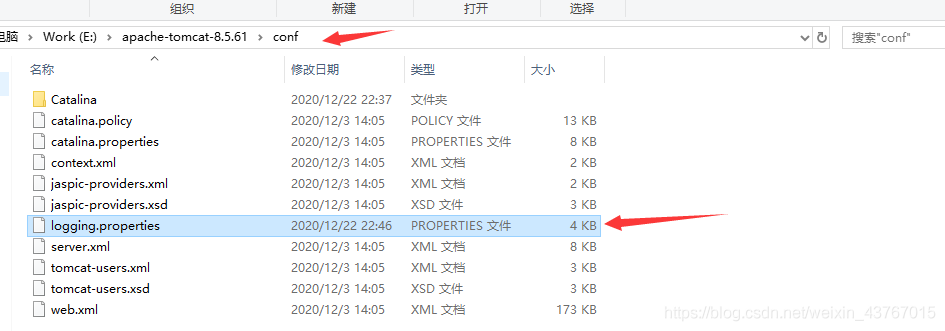 组织 新建 打开 选择
电脑 > Work (E:) > apache-tomcat-8.5.61 > conf 搜索"conf"
名称 修改日期 类型 大小
Catalina 2020/12/22 22:37 文件夹
catalina.policy 2020/12/3 14:05 POLICY 文件 13 KB
catalina.properties 2020/12/3 14:05 PROPERTIES 文件 8 KB
context.xml 2020/12/3 14:05 XML 文档 2 KB
jaspic-providers.xml 2020/12/3 14:05 XML 文档 2 KB
jaspic-providers.xsd 2020/12/3 14:05 XSD 文件 3 KB
logging.properties 2020/12/22 22:46 PROPERTIES 文件 4 KB
server.xml 2020/12/3 14:05 XML 文档 8 KB
tomcat-users.xml 2020/12/3 14:05 XML 文档 3 KB
tomcat-users.xsd 2020/12/3 14:05 XSD 文件 3 KB
web.xml 2020/12/3 14:05 XML 文档 173 KB
https://blog.csdn.net/weixin_43767015